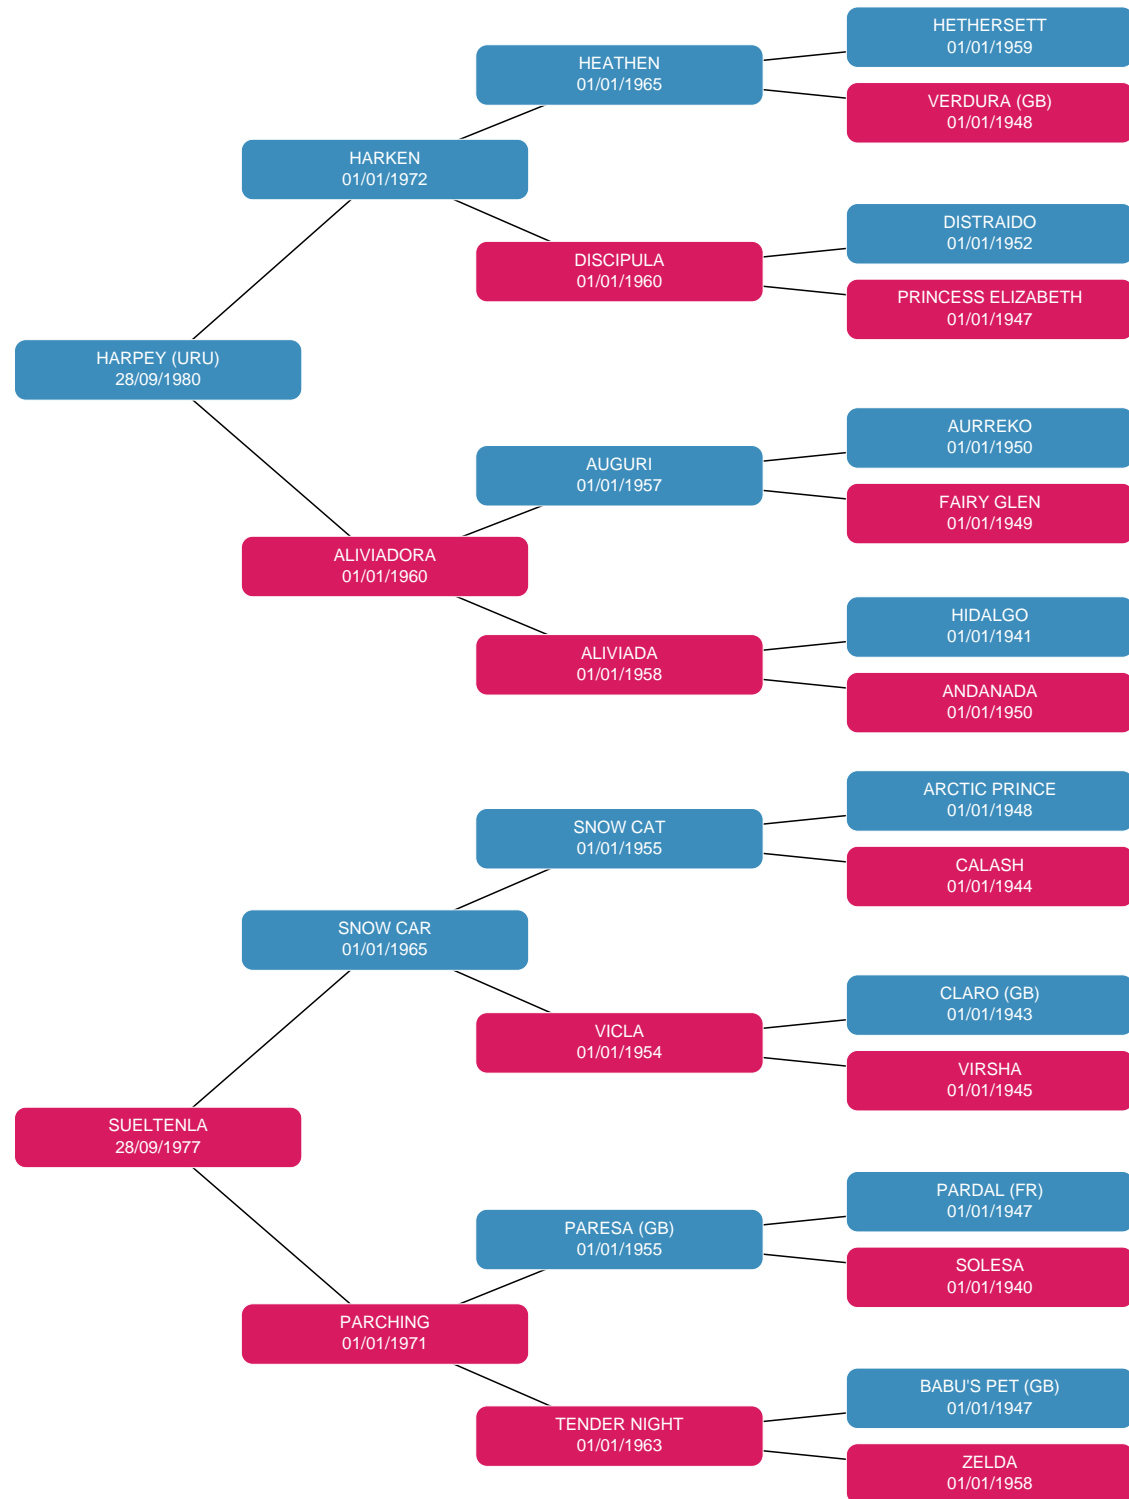 HETHERSETT
01/01/1959
HEATHEN
01/01/1965
VERDURA (GB)
01/01/1948
HARKEN
01/01/1972
DISTRAIDO
01/01/1952
DISCIPULA
01/01/1960
PRINCESS ELIZABETH
01/01/1947
HARPEY (URU)
28/09/1980
AURREKO
01/01/1950
AUGURI
01/01/1957
FAIRY GLEN
01/01/1949
ALIVIADORA
01/01/1960
HIDALGO
01/01/1941
ALIVIADA
01/01/1958
ANDANADA
01/01/1950
ARCTIC PRINCE
01/01/1948
SNOW CAT
01/01/1955
CALASH
01/01/1944
SNOW CAR
01/01/1965
CLARO (GB)
01/01/1943
VICLA
01/01/1954
VIRSHA
01/01/1945
SUELTENLA
28/09/1977
PARDAL (FR)
01/01/1947
PARESA (GB)
01/01/1955
SOLESA
01/01/1940
PARCHING
01/01/1971
BABU'S PET (GB)
01/01/1947
TENDER NIGHT
01/01/1963
ZELDA
01/01/1958